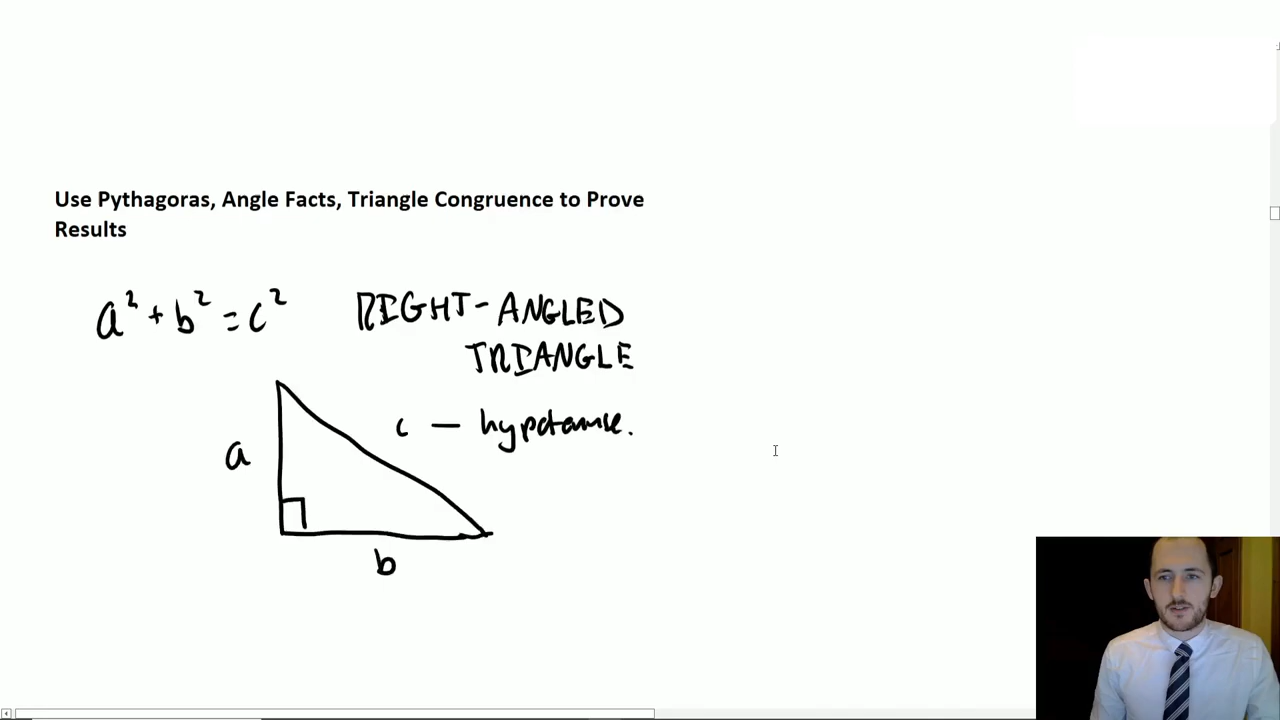 Use Pythagoras, Angle Facts, Triangle Congruence to Prove
Results
a² + b² = c² RIGHT-ANGLED
TRIANGLE
c — hypotenuse.
a
b